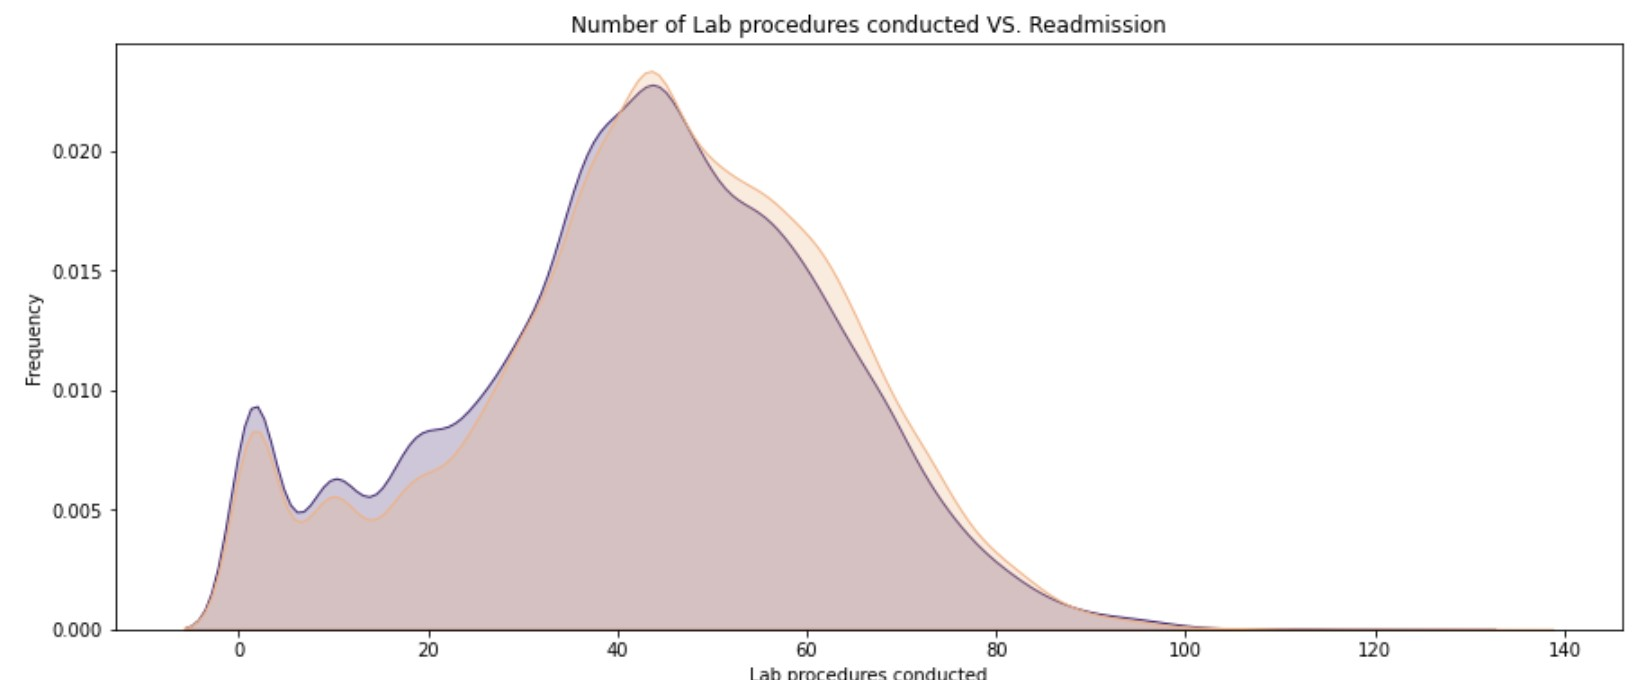 Number of Lab procedures conducted VS. Readmission
0.020
0.015
0.010
0.005
0.000
Frequency
0 20 40 60 80 100 120 140
Lab procedures conducted